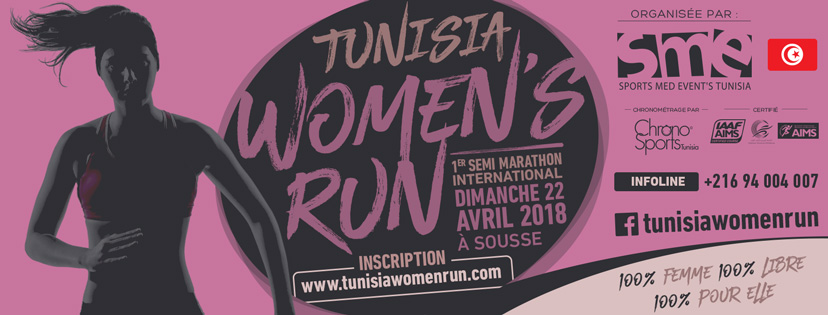 TUNISIA
WOMEN'S
RUN
1ER SEMI MARATHON
INTERNATIONAL
DIMANCHE 22
AVRIL 2018
À SOUSSE
INSCRIPTION
www.tunisiawomenrun.com
ORGANISÉE PAR :
sme
SPORTS MED EVENT'S TUNISIA
CHRONOMÉTRAGE PAR
Chrono
Sports Tunisia
CERTIFIÉ
IAAF
AIMS
AIMS
INFOLINE +216 94 004 007
f tunisiawomenrun
100% FEMME 100% LIBRE
100% POUR ELLE